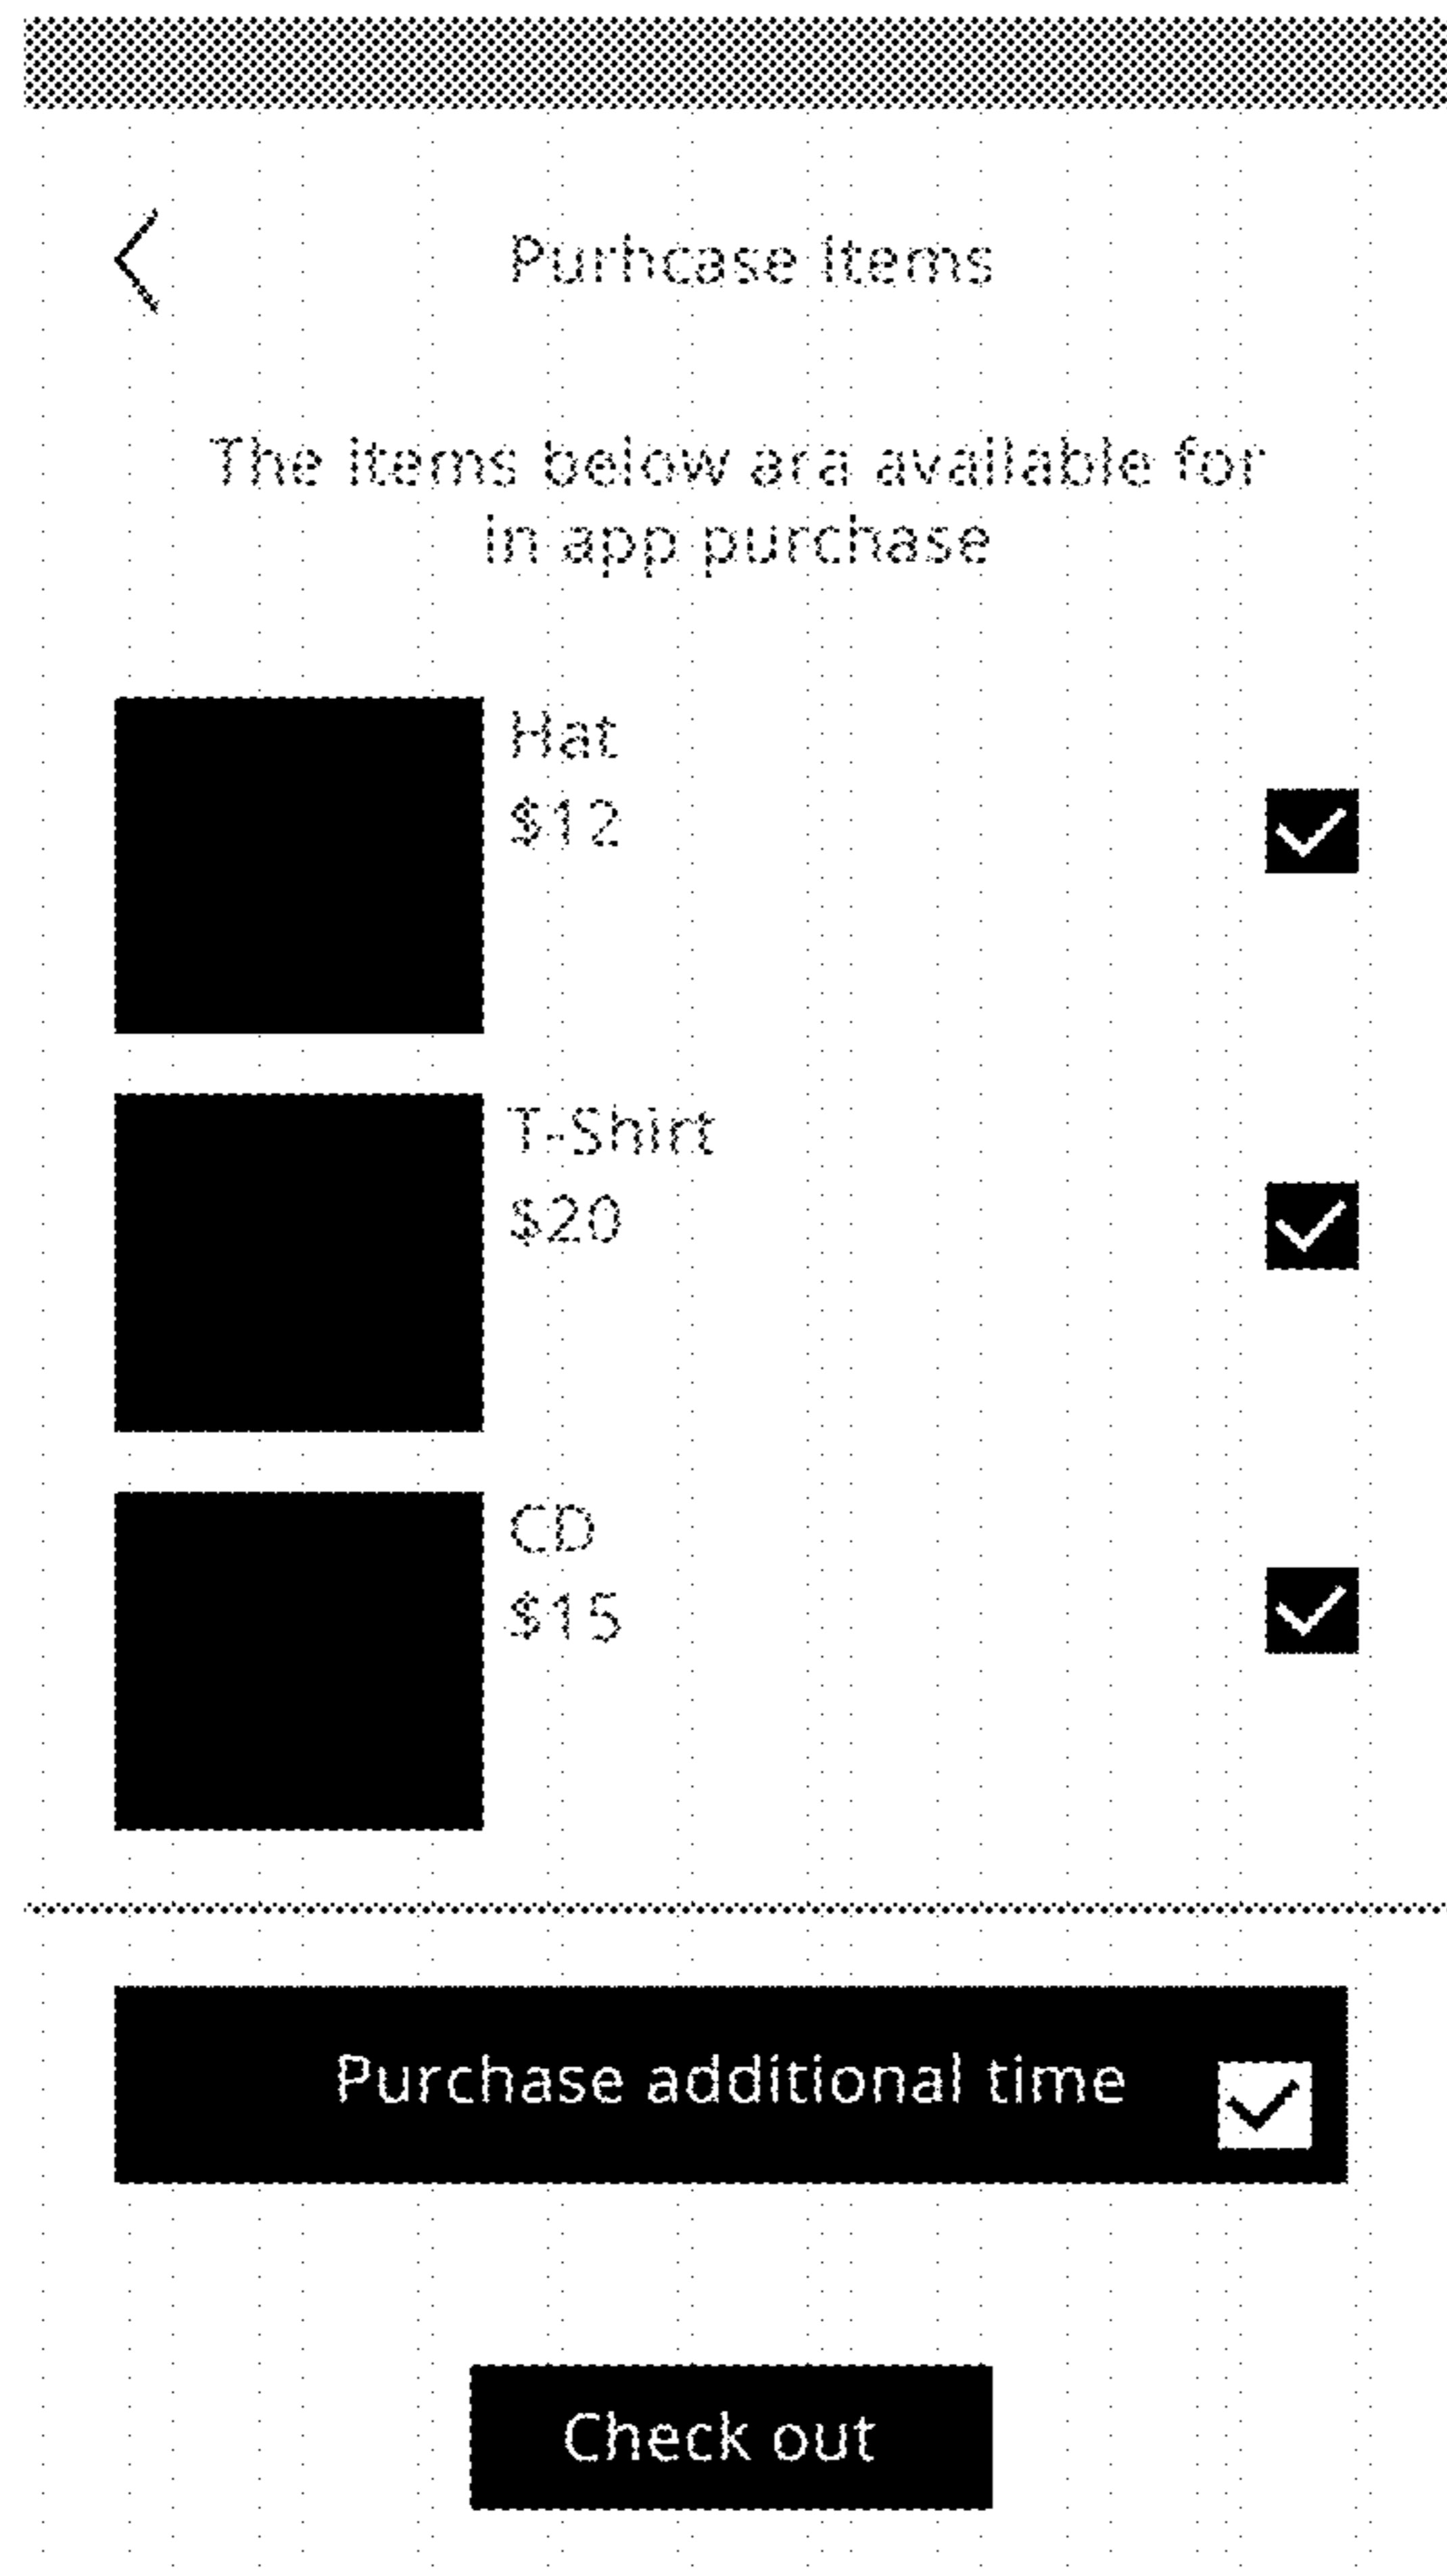 Purhcase Items
The items below ara available for
in app purchase
Hat
$12
T-Shirt
$20
CD
$15
Purchase additional time
Check out